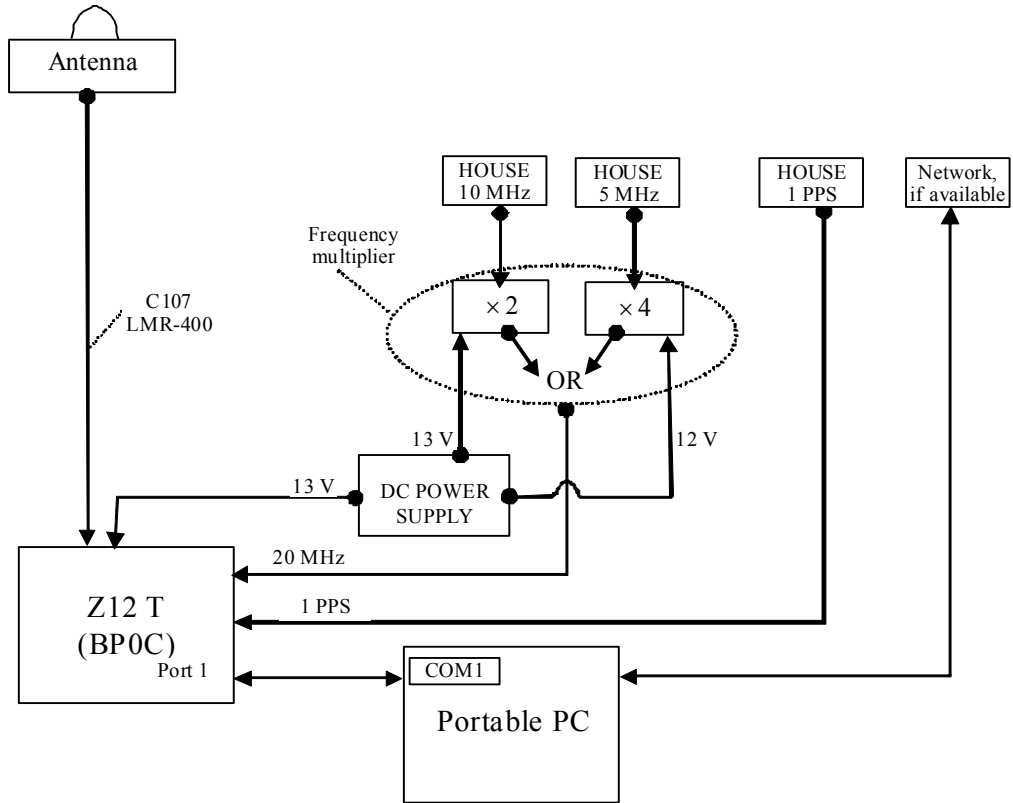 Antenna
HOUSE
10 MHz
HOUSE
5 MHz
HOUSE
1 PPS
Network,
if available
Frequency
multiplier
C107
LMR-400
× 2
× 4
OR
13 V
12 V
13 V
DC POWER
SUPPLY
20 MHz
Z12 T
(BP0C)
1 PPS
Port 1
COM1
Portable PC